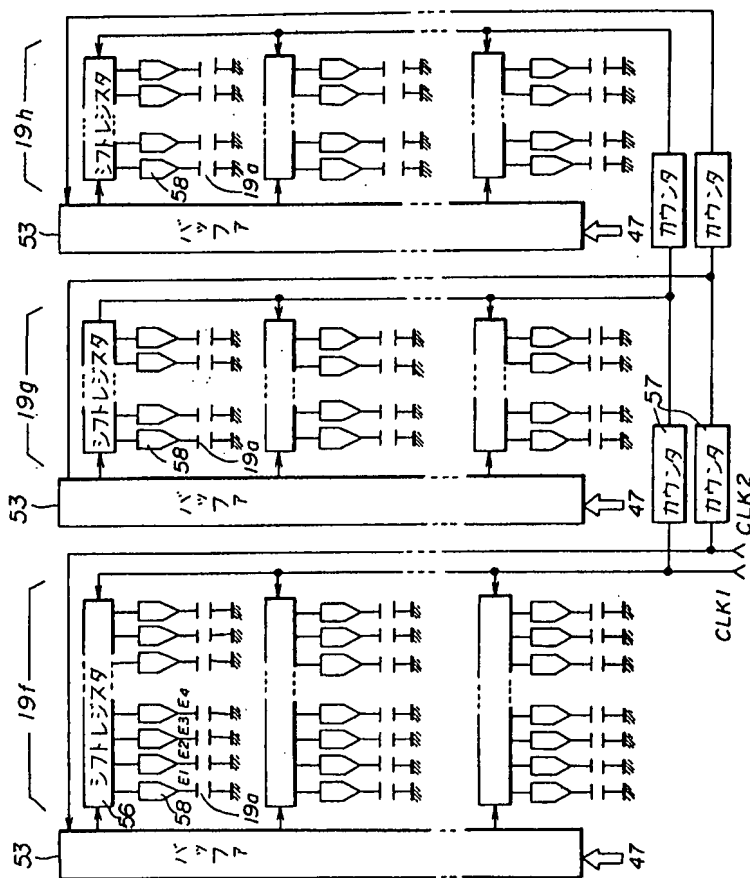 19f
19g
19h
53
バッファ
47
シフトレジスタ
56
58
E1 E2 E3 E4
19a
53
バッファ
47
シフトレジスタ
58
19a
53
バッファ
47
シフトレジスタ
58
19a
カウンタ
カウンタ
57
カウンタ
カウンタ
CLK1
CLK2